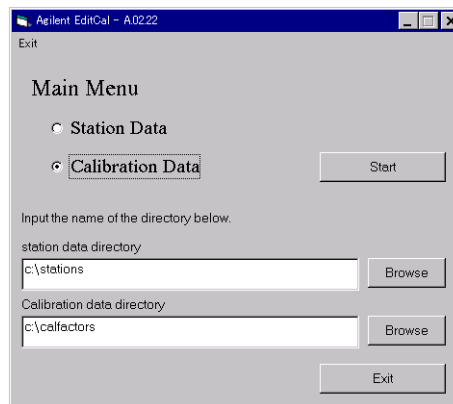 Agilent EditCal - A.02.22
Exit
Main Menu
Station Data
Calibration Data
Start
Input the name of the directory below.
station data directory
c:\stations
Browse
Calibration data directory
c:\calfactors
Browse
Exit